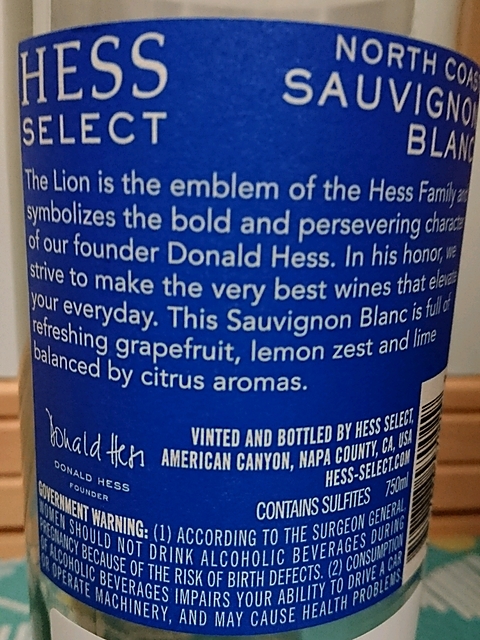 HESS
SELECT
NORTH COAS
SAUVIGNON
BLANC
The Lion is the emblem of the Hess Family and
symbolizes the bold and persevering character
of our founder Donald Hess. In his honor, we
strive to make the very best wines that elevate
your everyday. This Sauvignon Blanc is full of
refreshing grapefruit, lemon zest and lime
balanced by citrus aromas.
Donald Hess
DONALD HESS
FOUNDER
VINTED AND BOTTLED BY HESS SELECT,
AMERICAN CANYON, NAPA COUNTY, CA, USA
HESS-SELECT.COM
CONTAINS SULFITES 750ml
GOVERNMENT WARNING: (1) ACCORDING TO THE SURGEON GENERAL,
WOMEN SHOULD NOT DRINK ALCOHOLIC BEVERAGES DURING
PREGNANCY BECAUSE OF THE RISK OF BIRTH DEFECTS. (2) CONSUMPTION
OF ALCOHOLIC BEVERAGES IMPAIRS YOUR ABILITY TO DRIVE A CAR
OR OPERATE MACHINERY, AND MAY CAUSE HEALTH PROBLEMS.